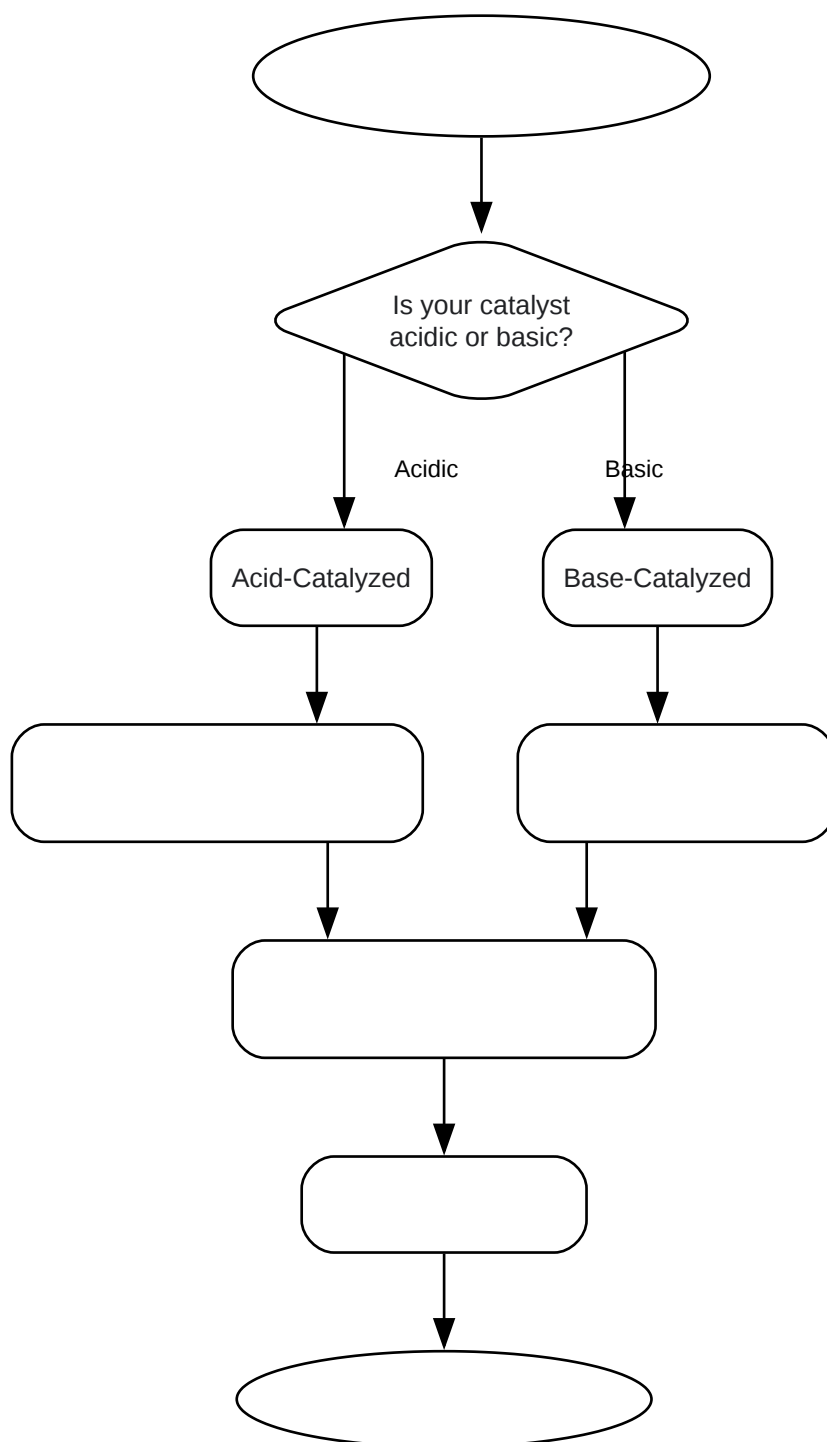 Is your catalyst
acidic or basic?
Acidic
Basic
Acid-Catalyzed
Base-Catalyzed